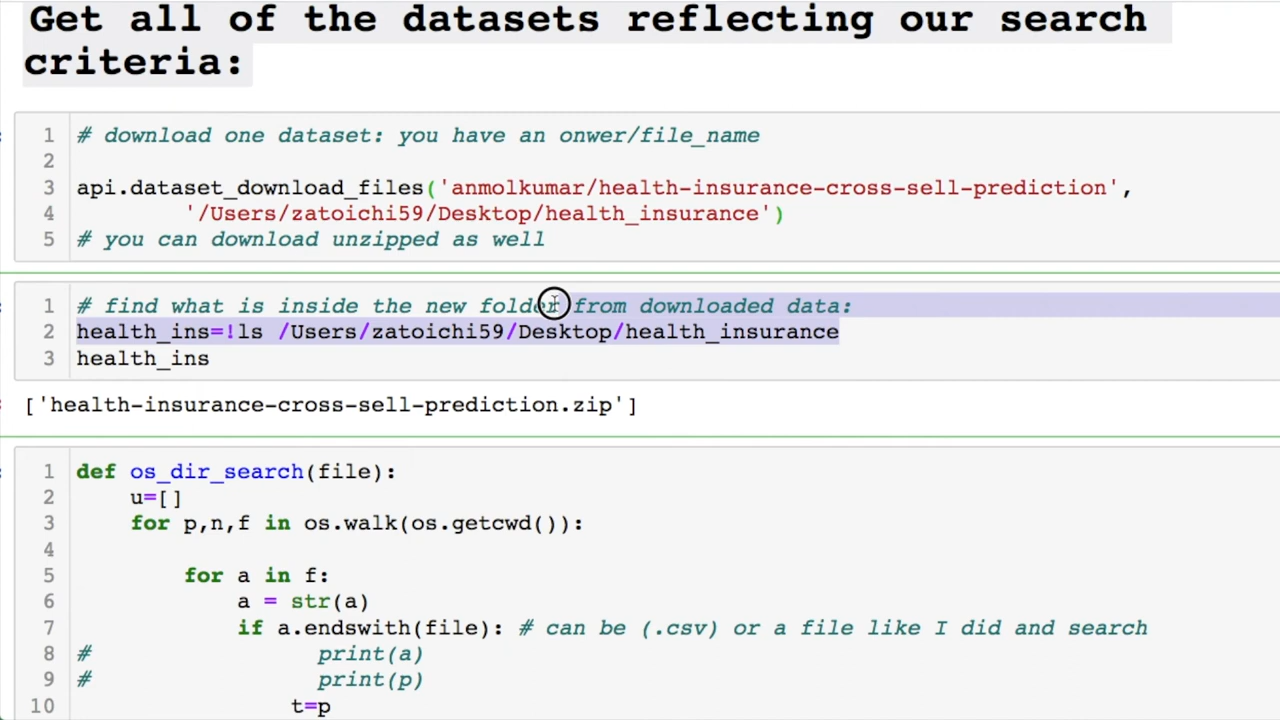 Get all of the datasets reflecting our search
criteria:
1 # download one dataset: you have an onwer/file_name
2
3 api.dataset_download_files('anmolkumar/health-insurance-cross-sell-prediction',
4 '/Users/zatoichi59/Desktop/health_insurance')
5 # you can download unzipped as well
1 # find what is inside the new folder from downloaded data:
2 health_ins=!ls /Users/zatoichi59/Desktop/health_insurance
3 health_ins
['health-insurance-cross-sell-prediction.zip']
1 def os_dir_search(file):
2 u=[]
3 for p,n,f in os.walk(os.getcwd()):
4
5 for a in f:
6 a = str(a)
7 if a.endswith(file): # can be (.csv) or a file like I did and search
8 # print(a)
9 # print(p)
10 t=p